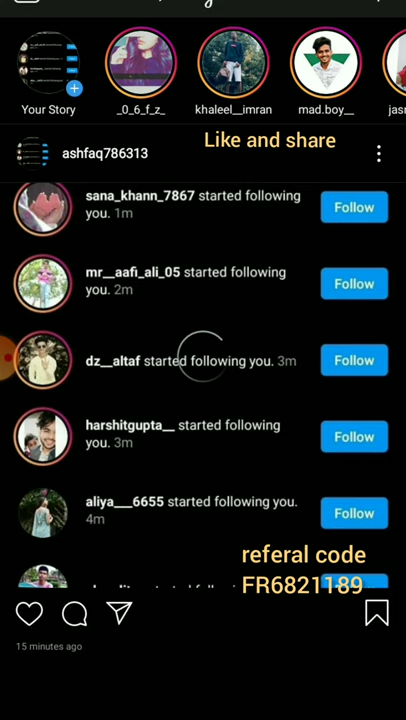 Your Story
_0_6_f_z_
khaleel__imran
mad.boy__
Like and share
ashfaq786313
sana_khann_7867 started following
you. 1m
Follow
mr__aafi_ali_05 started following
you. 2m
Follow
dz__altaf started following you. 3m
Follow
harshitgupta__ started following
you. 3m
Follow
aliya___6655 started following you.
4m
Follow
referal code
FR6821189
15 minutes ago